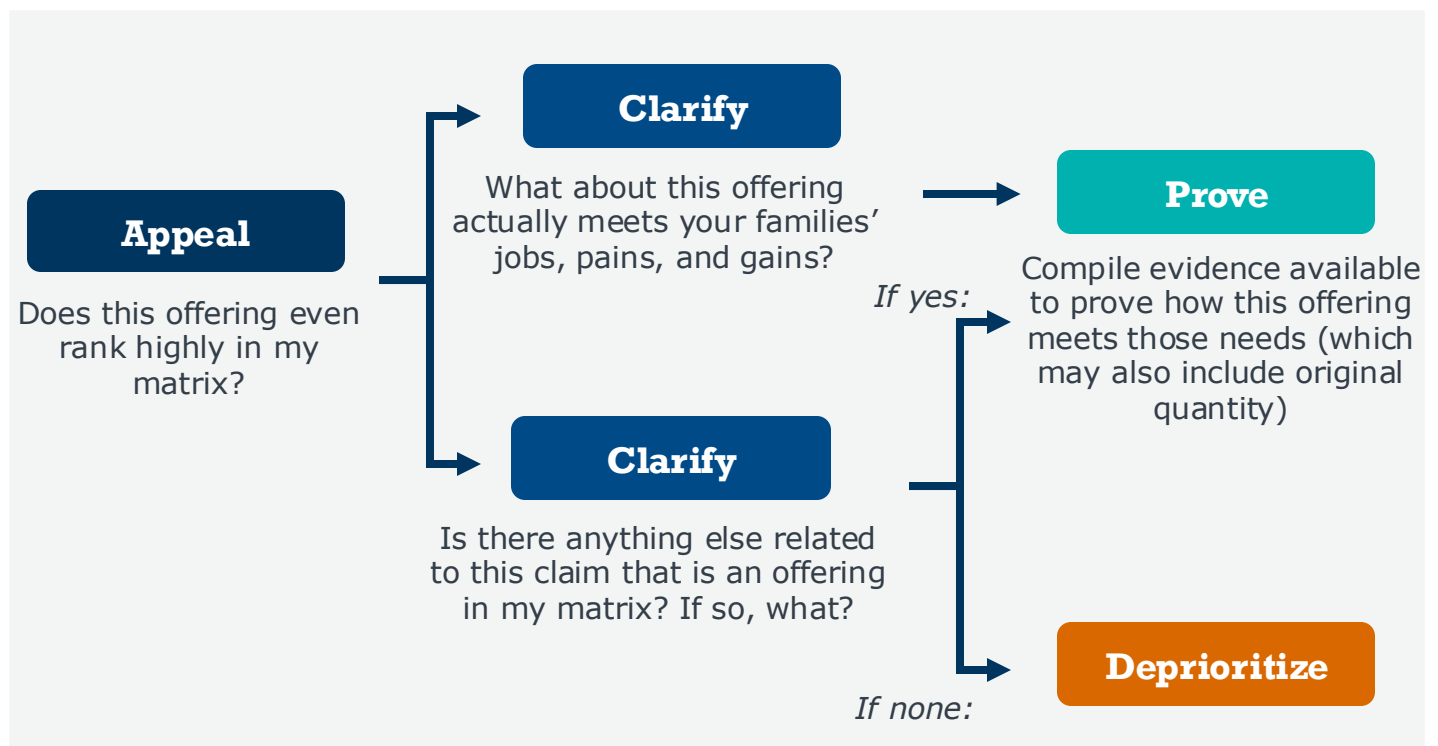 Appeal
Does this offering even
rank highly in my
matrix?
Clarify
What about this offering
actually meets your families’
jobs, pains, and gains?
Clarify
Is there anything else related
to this claim that is an offering
in my matrix? If so, what?
If yes:
Prove
Compile evidence available
to prove how this offering
meets those needs (which
may also include original
quantity)
If none:
Deprioritize